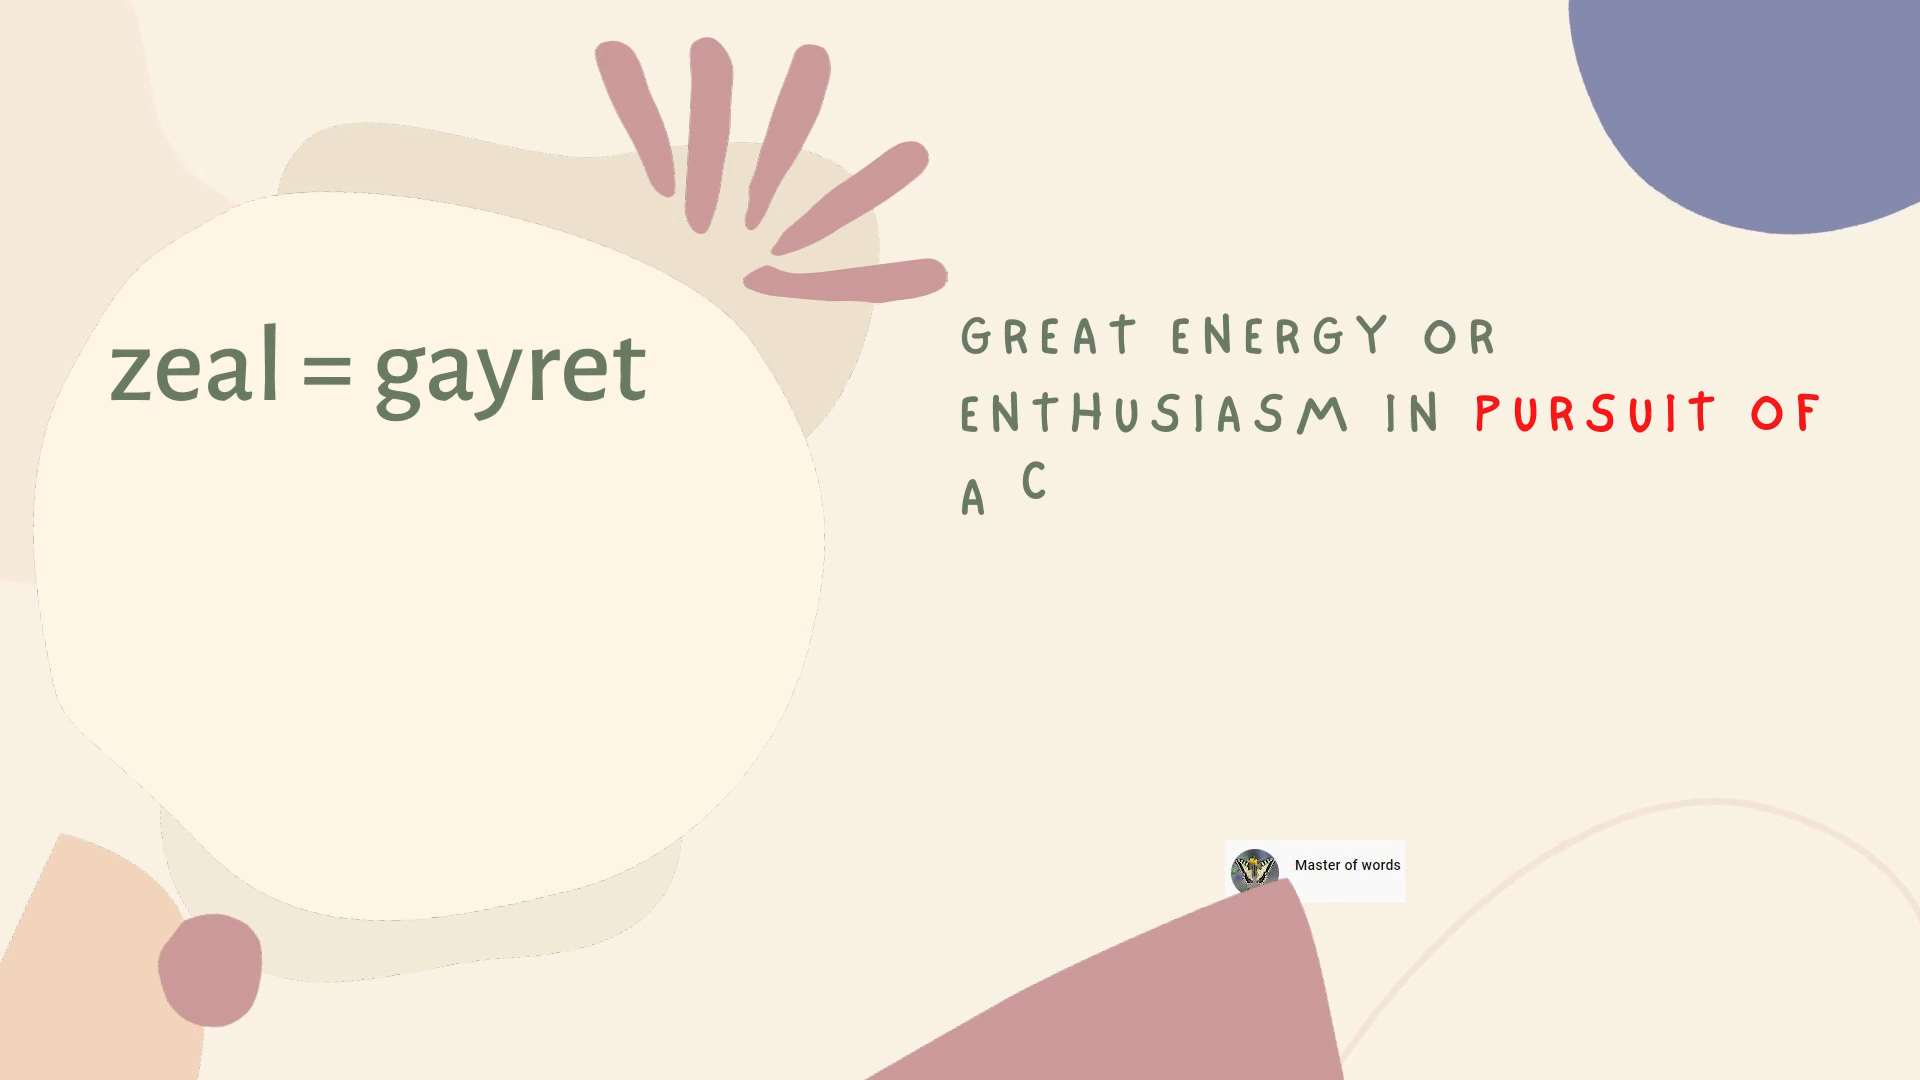 zeal = gayret
GREAT ENERGY OR
ENTHUSIASM IN PURSUIT OF
A C
Master of words